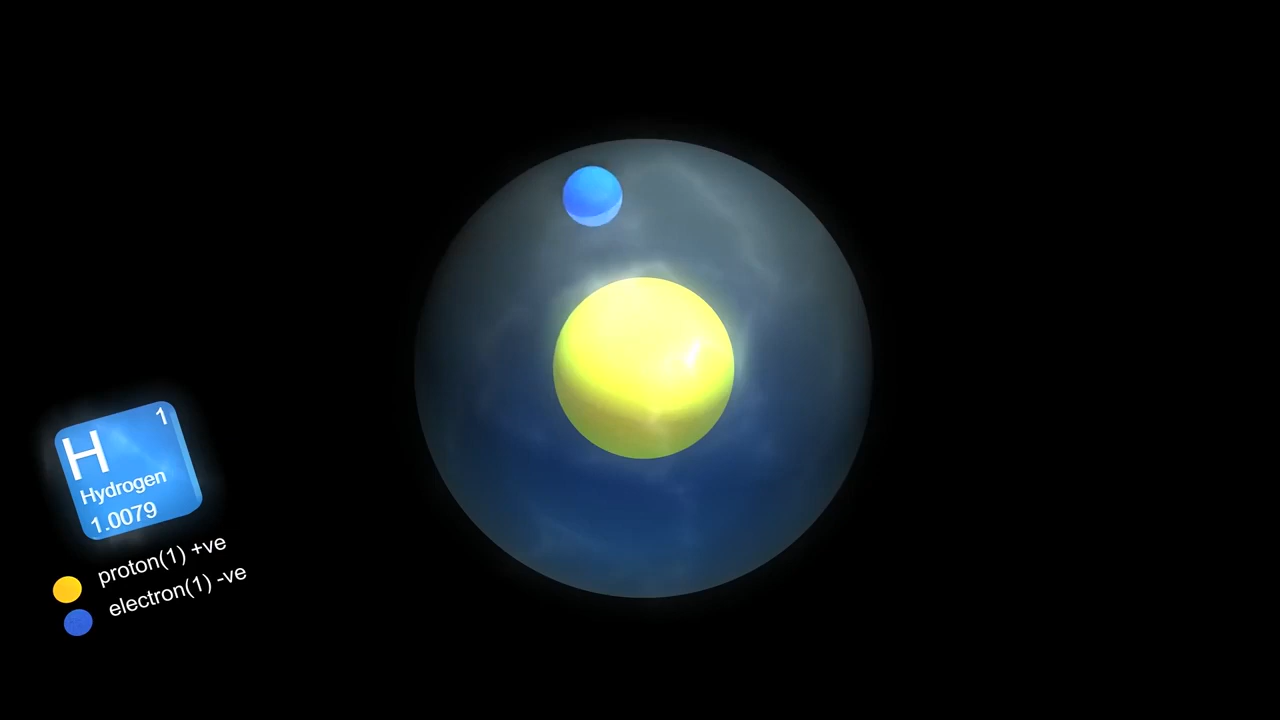 1
H
Hydrogen
1.0079
proton(1) +ve
electron(1) -ve